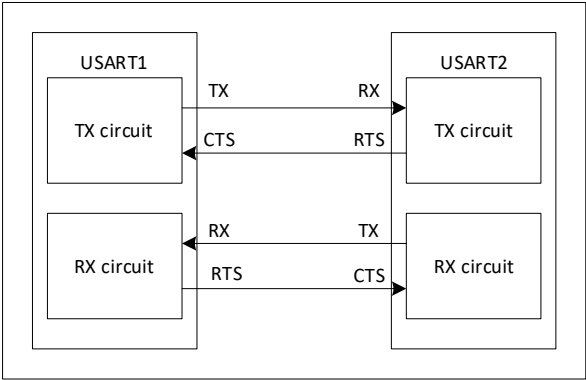 USART1 USART2
TX RX
TX circuit TX circuit
CTS RTS
RX TX
RX circuit RX circuit
RTS CTS